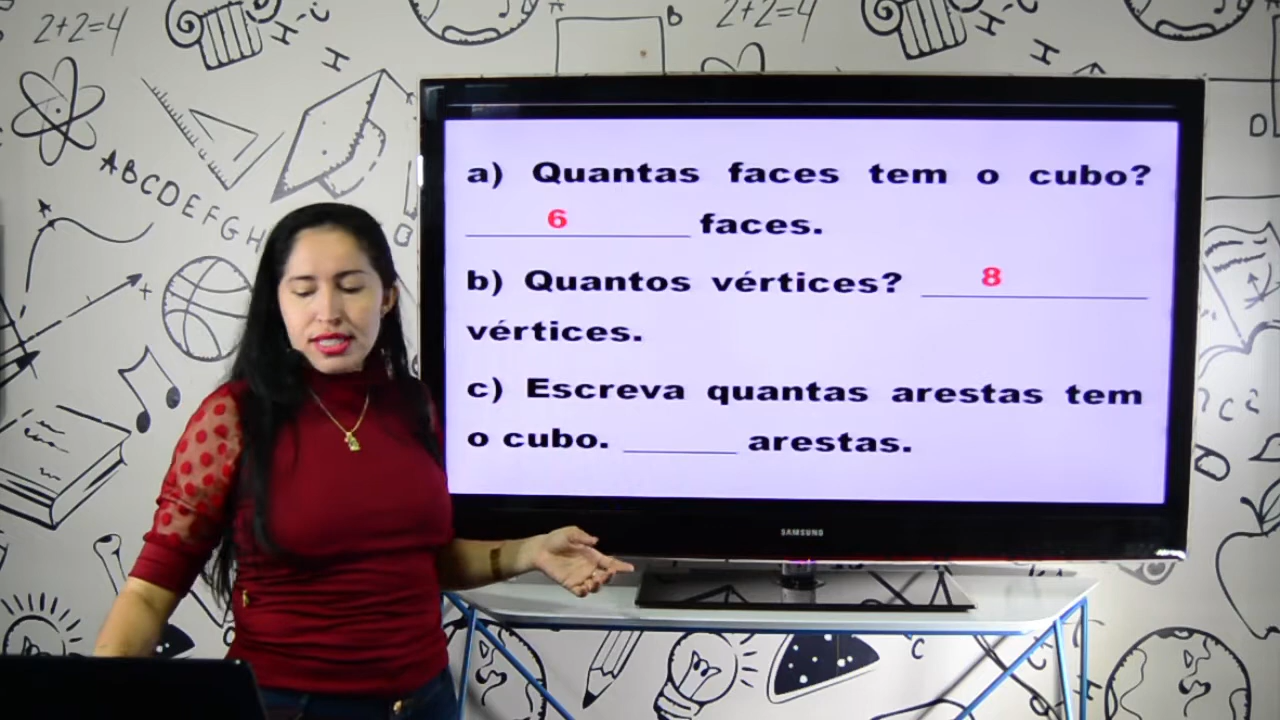 2+2=4
2+2=4
A B
D
ABCDEFGH
a) Quantas faces tem o cubo?
6 faces.
b) Quantos vértices? 8
vértices.
c) Escreva quantas arestas tem
o cubo. ______ arestas.
SAMSUNG